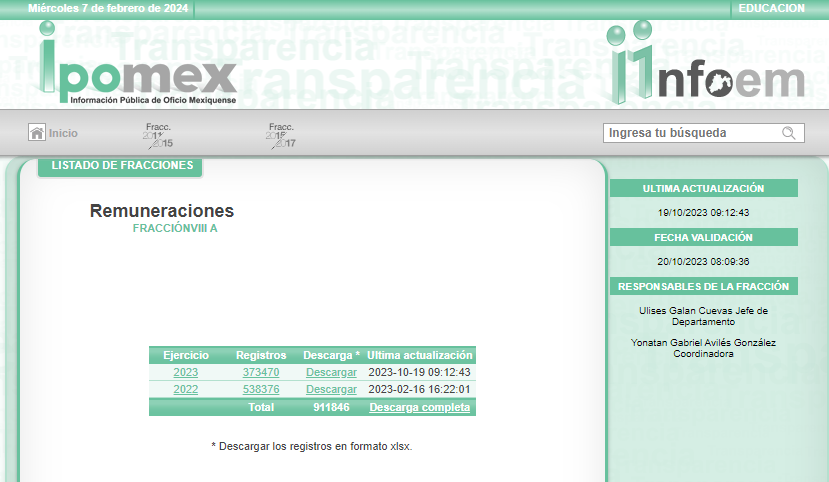 Miércoles 7 de febrero de 2024
EDUCACION
ipomex
Información Pública de Oficio Mexiquense
infoem
Inicio
Fracc.
2011
2015
Fracc.
2017
Ingresa tu búsqueda
LISTADO DE FRACCIONES
Remuneraciones
FRACCIÓNVIII A
Ejercicio Registros Descarga * Ultima actualización
2023 373470 Descargar 2023-10-19 09:12:43
2022 538376 Descargar 2023-02-16 16:22:01
Total 911846 Descarga completa
* Descargar los registros en formato xlsx.
ULTIMA ACTUALIZACIÓN
19/10/2023 09:12:43
FECHA VALIDACIÓN
20/10/2023 08:09:36
RESPONSABLES DE LA FRACCIÓN
Ulises Galan Cuevas Jefe de
Departamento
Yonatan Gabriel Avilés González
Coordinadora